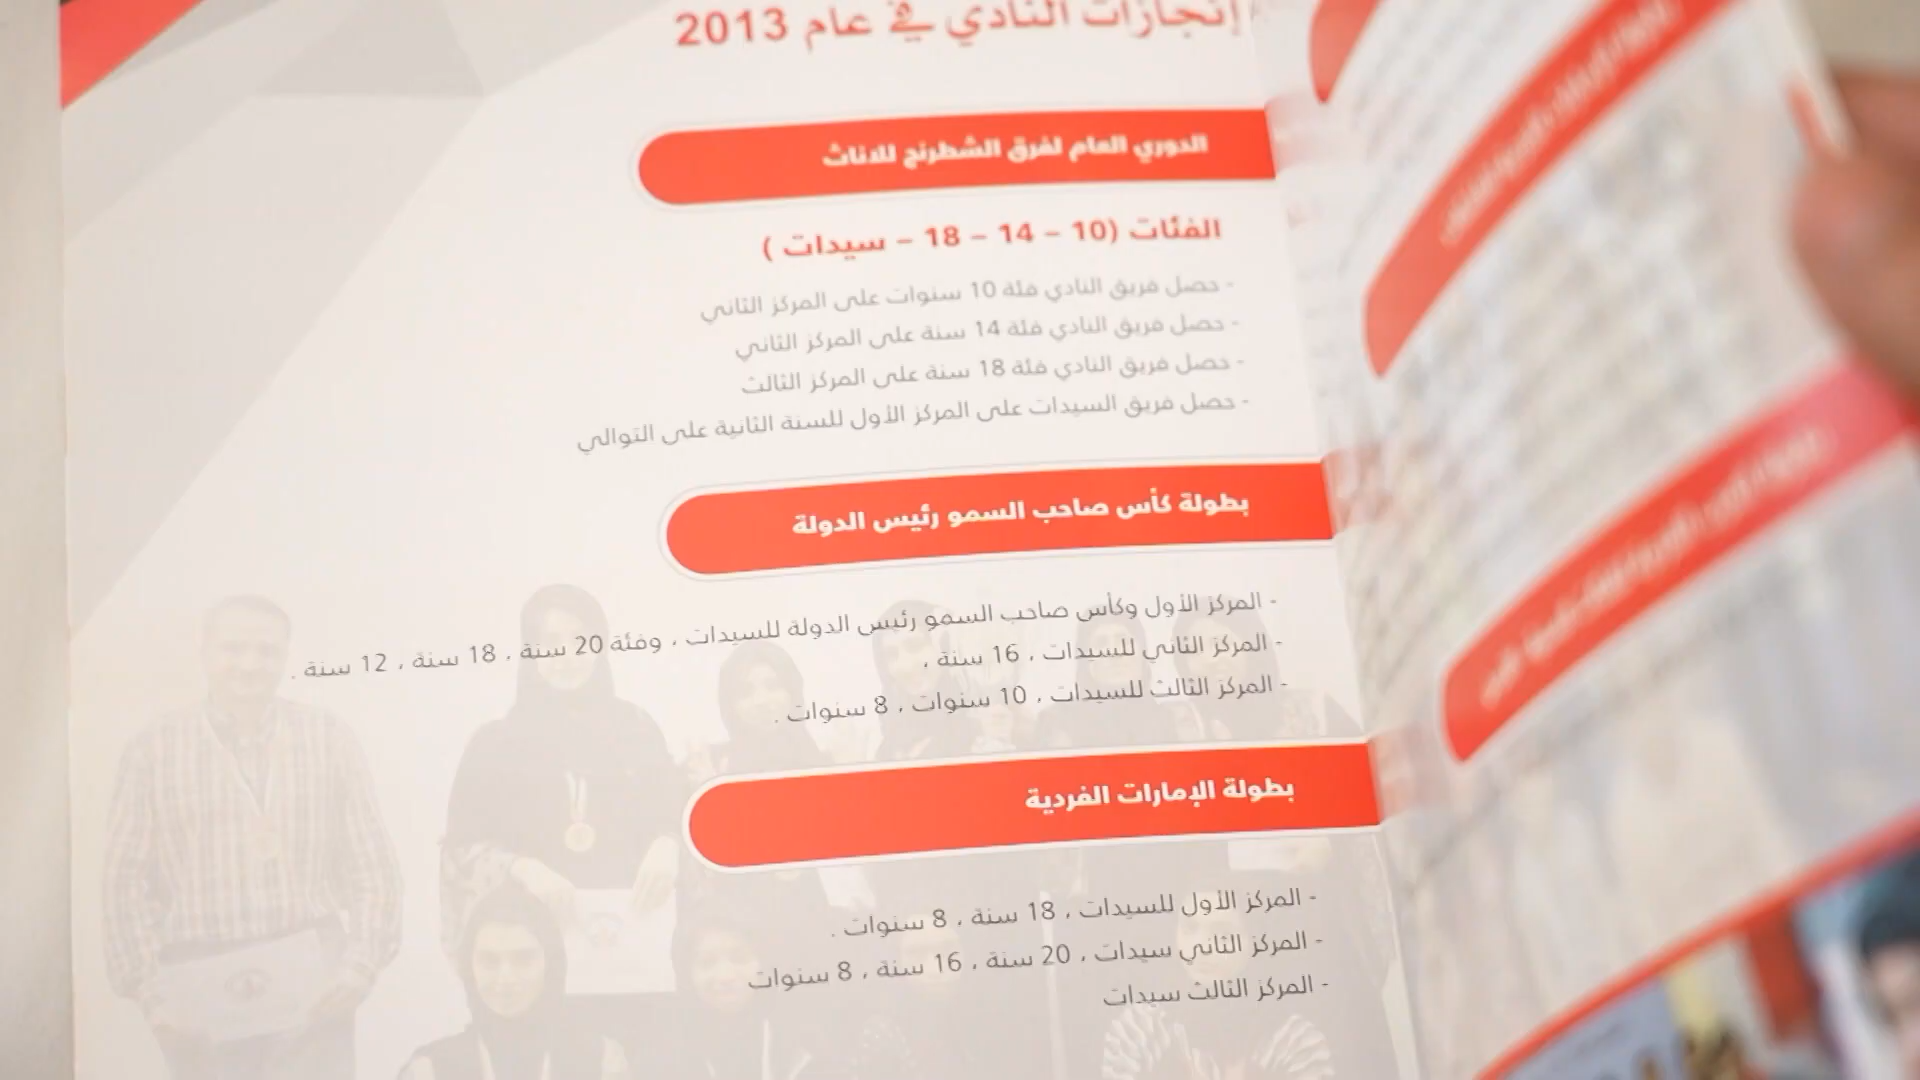 إنجازات النادي في عام 2013
الدوري العام لفرق الشطرنج للاناث
الفئات (10 – 14 – 18 – سيدات )
- حصل فريق النادي فئة 10 سنوات على المركز الثاني
- حصل فريق النادي فئة 14 سنة على المركز الثاني
- حصل فريق النادي فئة 18 سنة على المركز الثالث
- حصل فريق السيدات على المركز الأول للسنة الثانية على التوالي
بطولة كأس صاحب السمو رئيس الدولة
- المركز الأول وكأس صاحب السمو رئيس الدولة للسيدات ، وفئة 20 سنة ، 18 سنة ، 12 سنة .
- المركز الثاني للسيدات ، 16 سنة ،
- المركز الثالث للسيدات ، 10 سنوات ، 8 سنوات .
بطولة الإمارات الفردية
- المركز الأول للسيدات ، 18 سنة ، 8 سنوات .
- المركز الثاني سيدات ، 20 سنة ، 16 سنة ، 8 سنوات
- المركز الثالث سيدات